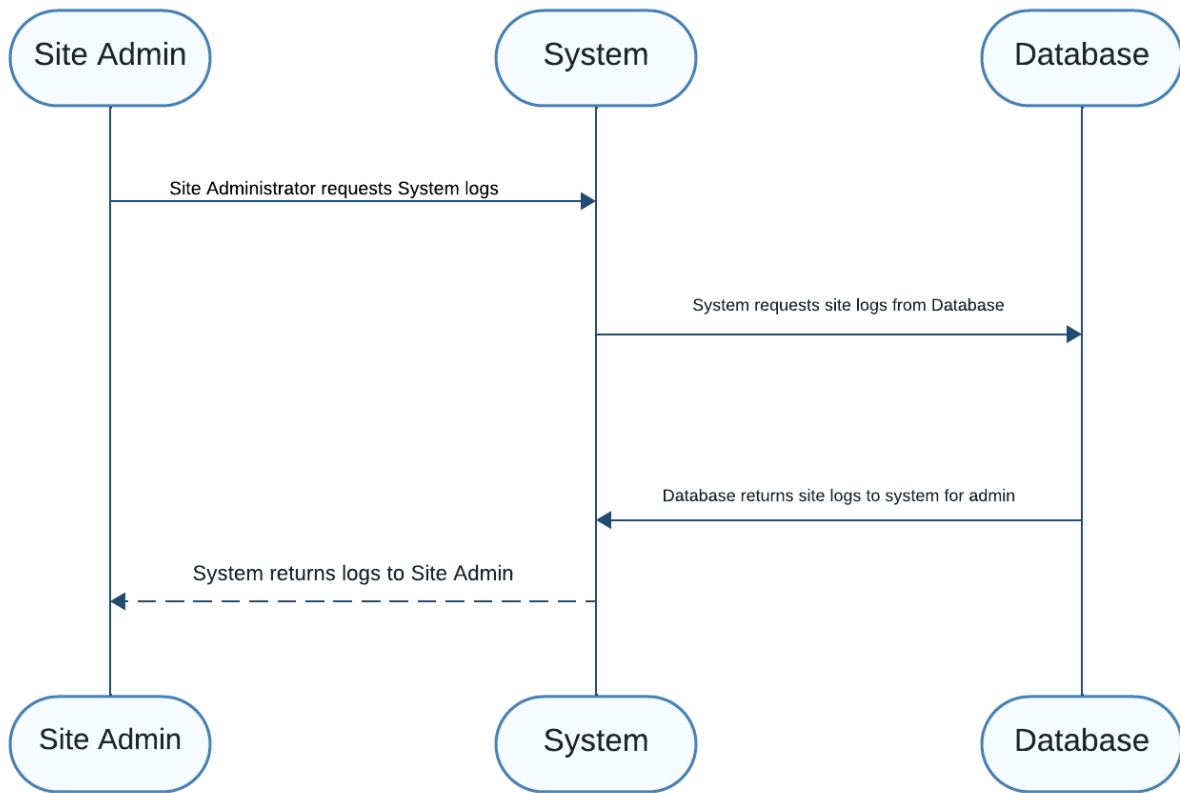 Site Admin
System
Database
Site Administrator requests System logs
System requests site logs from Database
Database returns site logs to system for admin
System returns logs to Site Admin
Site Admin
System
Database